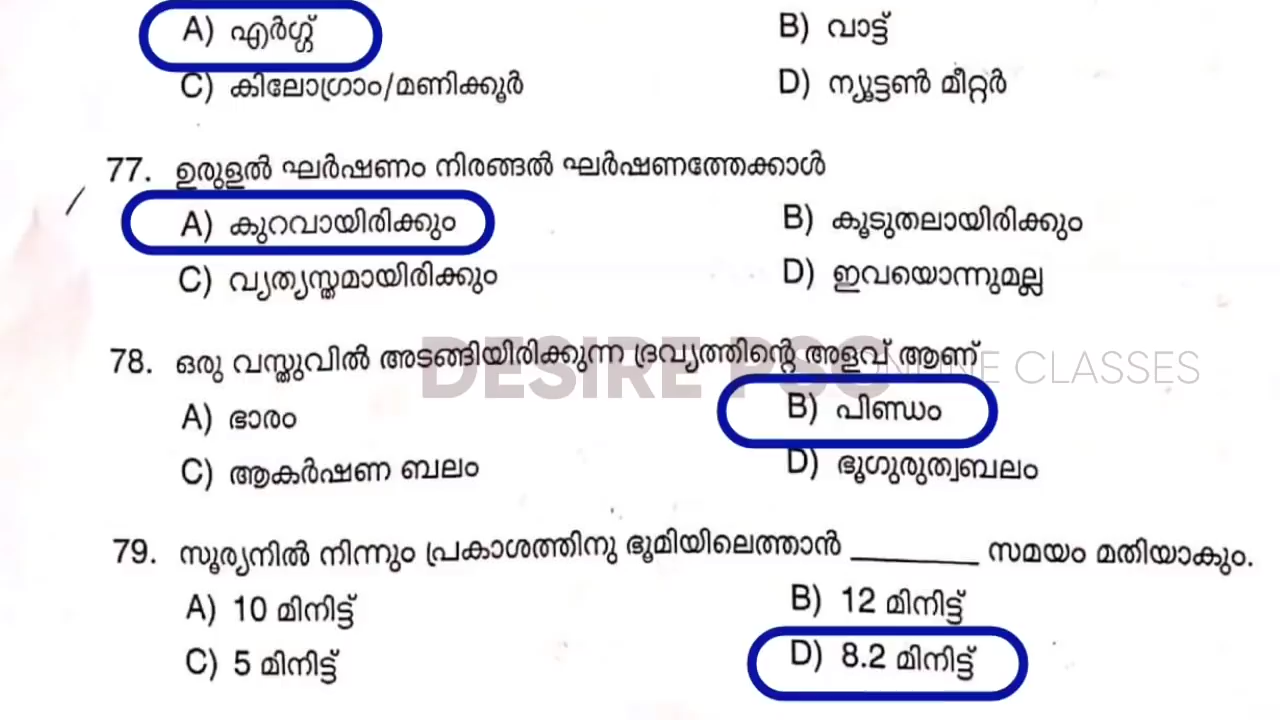 A) എർഗ്ഗ് B) വാട്ട്
C) കിലോഗ്രാം/മണിക്കൂർ D) ന്യൂട്ടൺ മീറ്റർ
77. ഉരുളൽ ഘർഷണം നിരങ്ങൽ ഘർഷണത്തേക്കാൾ
A) കുറവായിരിക്കും B) കൂടുതലായിരിക്കും
C) വ്യത്യസ്തമായിരിക്കും D) ഇവയൊന്നുമല്ല
78. ഒരു വസ്തുവിൽ അടങ്ങിയിരിക്കുന്ന ദ്രവ്യത്തിന്റെ അളവ് ആണ്
DESIRE PSC ONLINE CLASSES
A) ഭാരം B) പിണ്ഡം
C) ആകർഷണ ബലം D) ഭൂഗുരുത്വബലം
79. സൂര്യനിൽ നിന്നും പ്രകാശത്തിനു ഭൂമിയിലെത്താൻ ________ സമയം മതിയാകും.
A) 10 മിനിട്ട് B) 12 മിനിട്ട്
C) 5 മിനിട്ട് D) 8.2 മിനിട്ട്